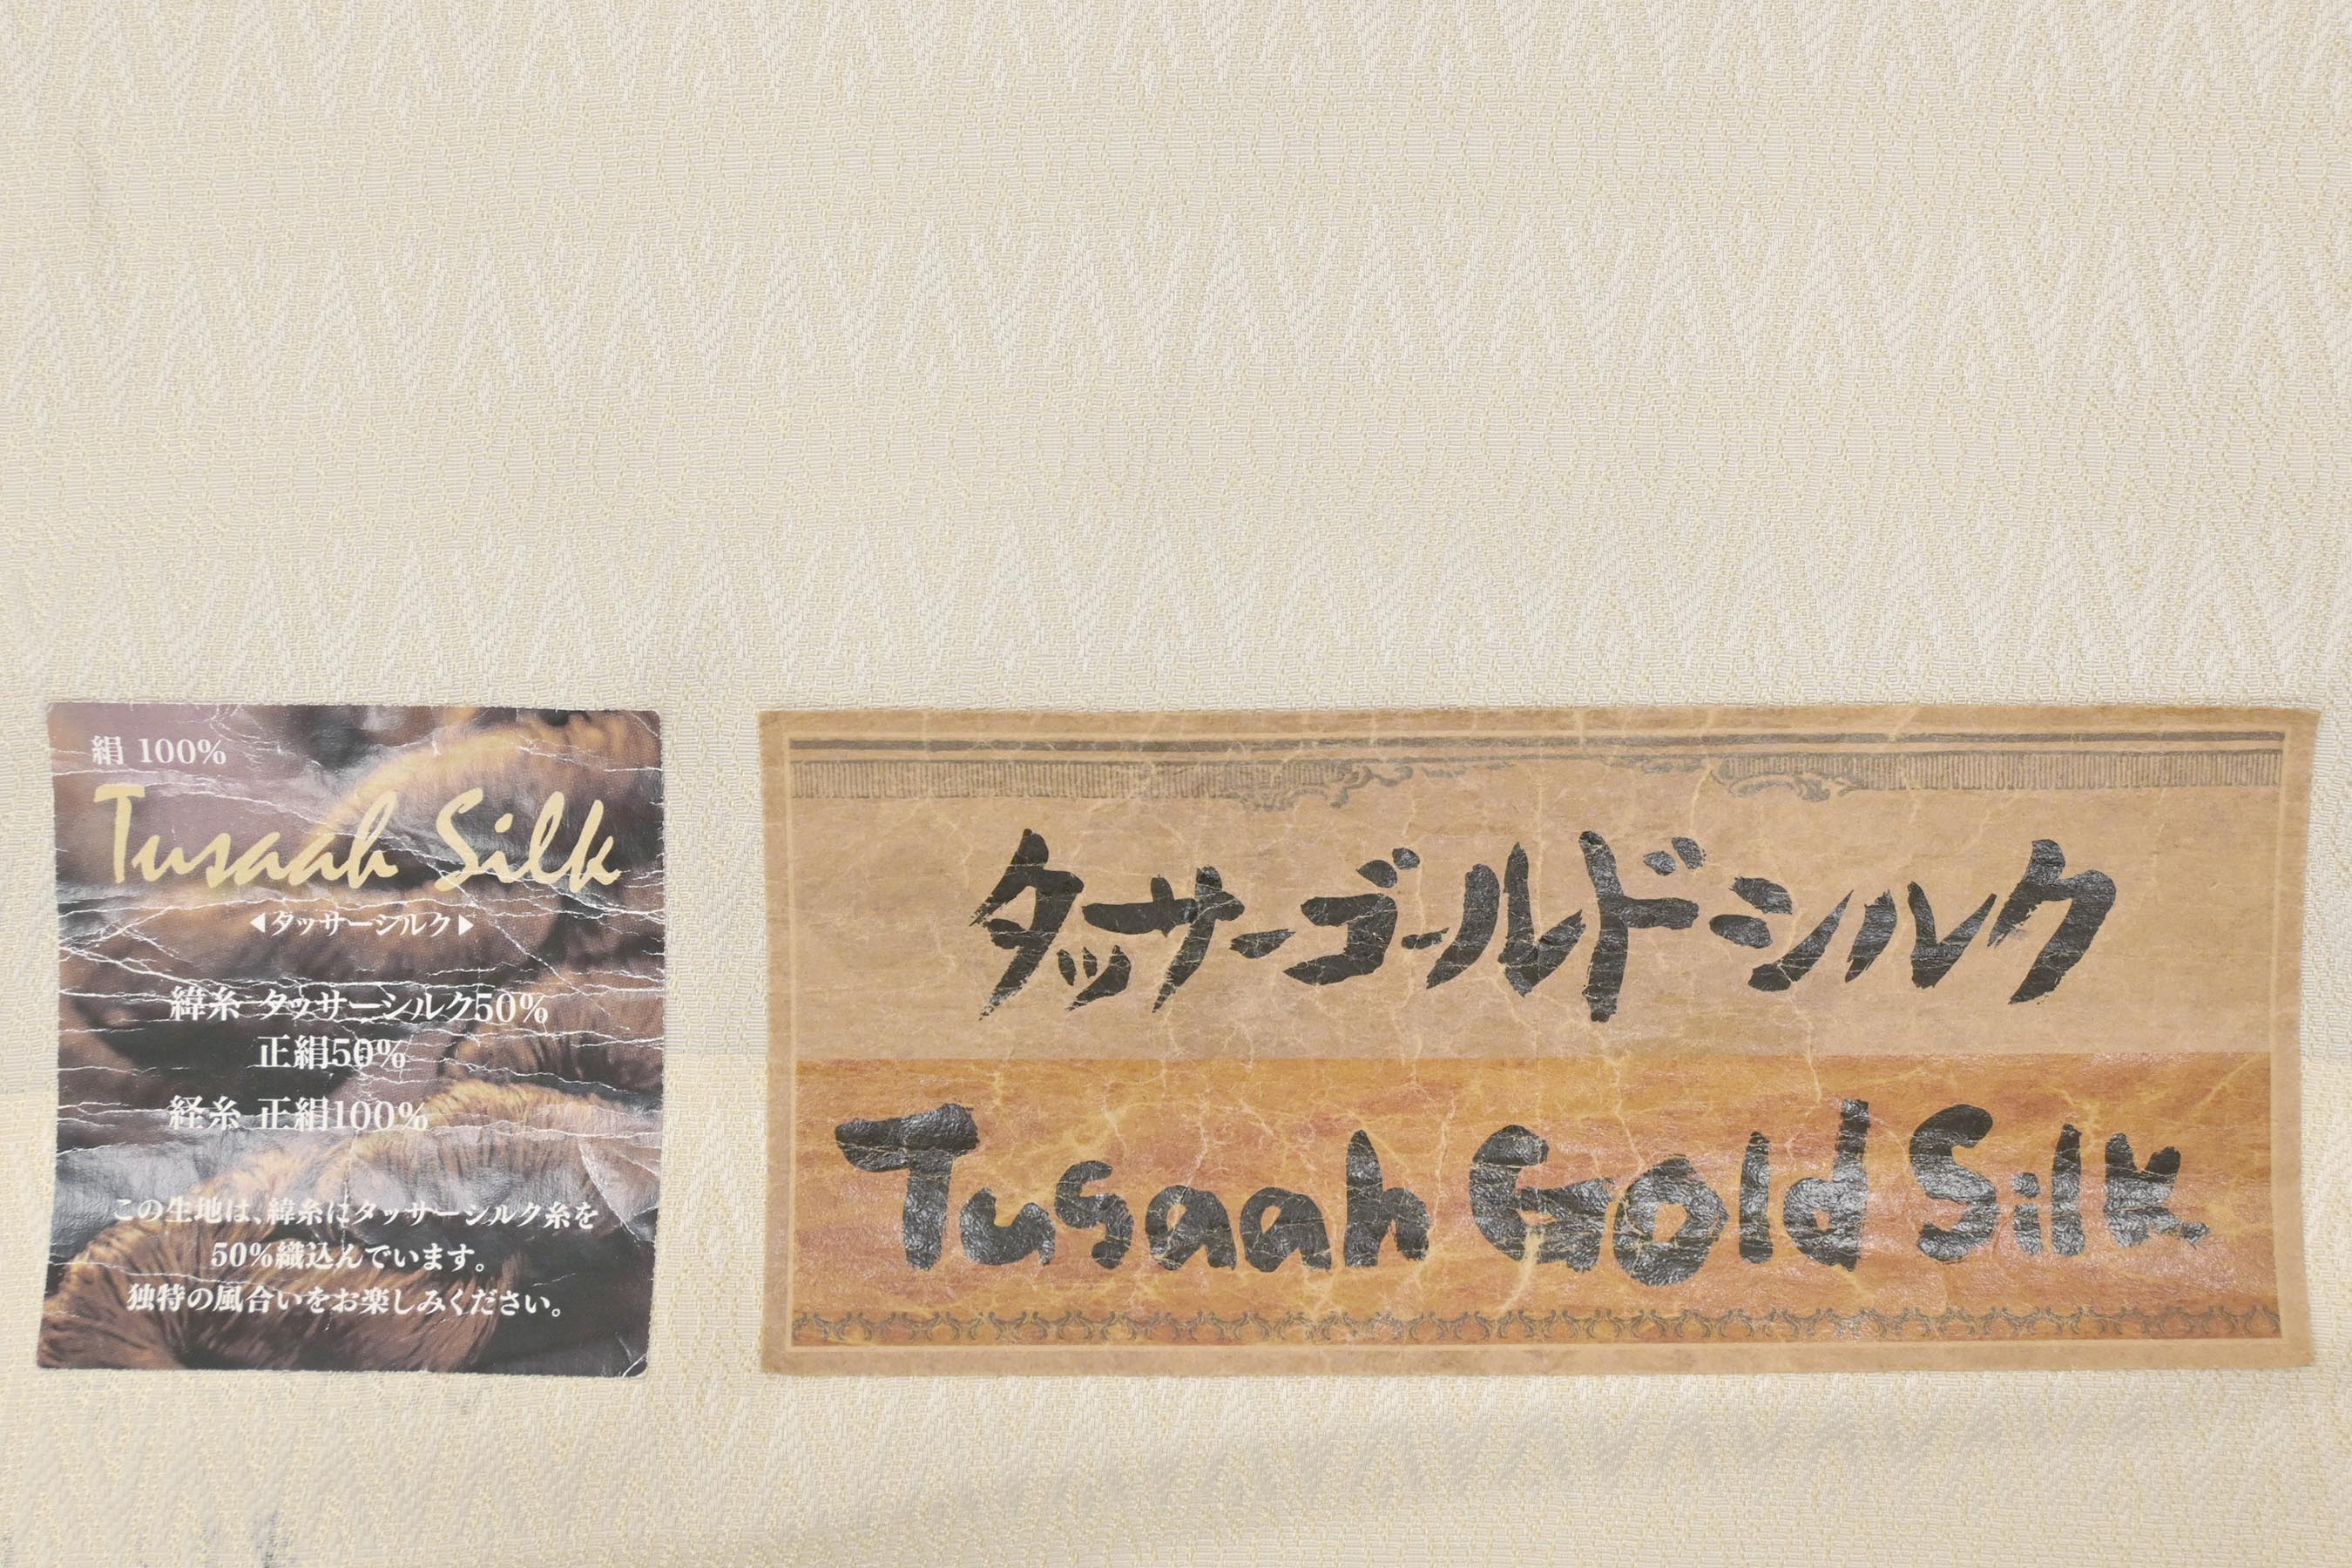 絹 100%
Tusaah Silk
◀タッサーシルク▶
緯糸 タッサーシルク50%
正絹50%
経糸 正絹100%
この生地は、緯糸にタッサーシルク糸を
50%織込んでいます。
独特の風合いをお楽しみください。
タッサーゴールドシルク
Tusaah Gold Silk